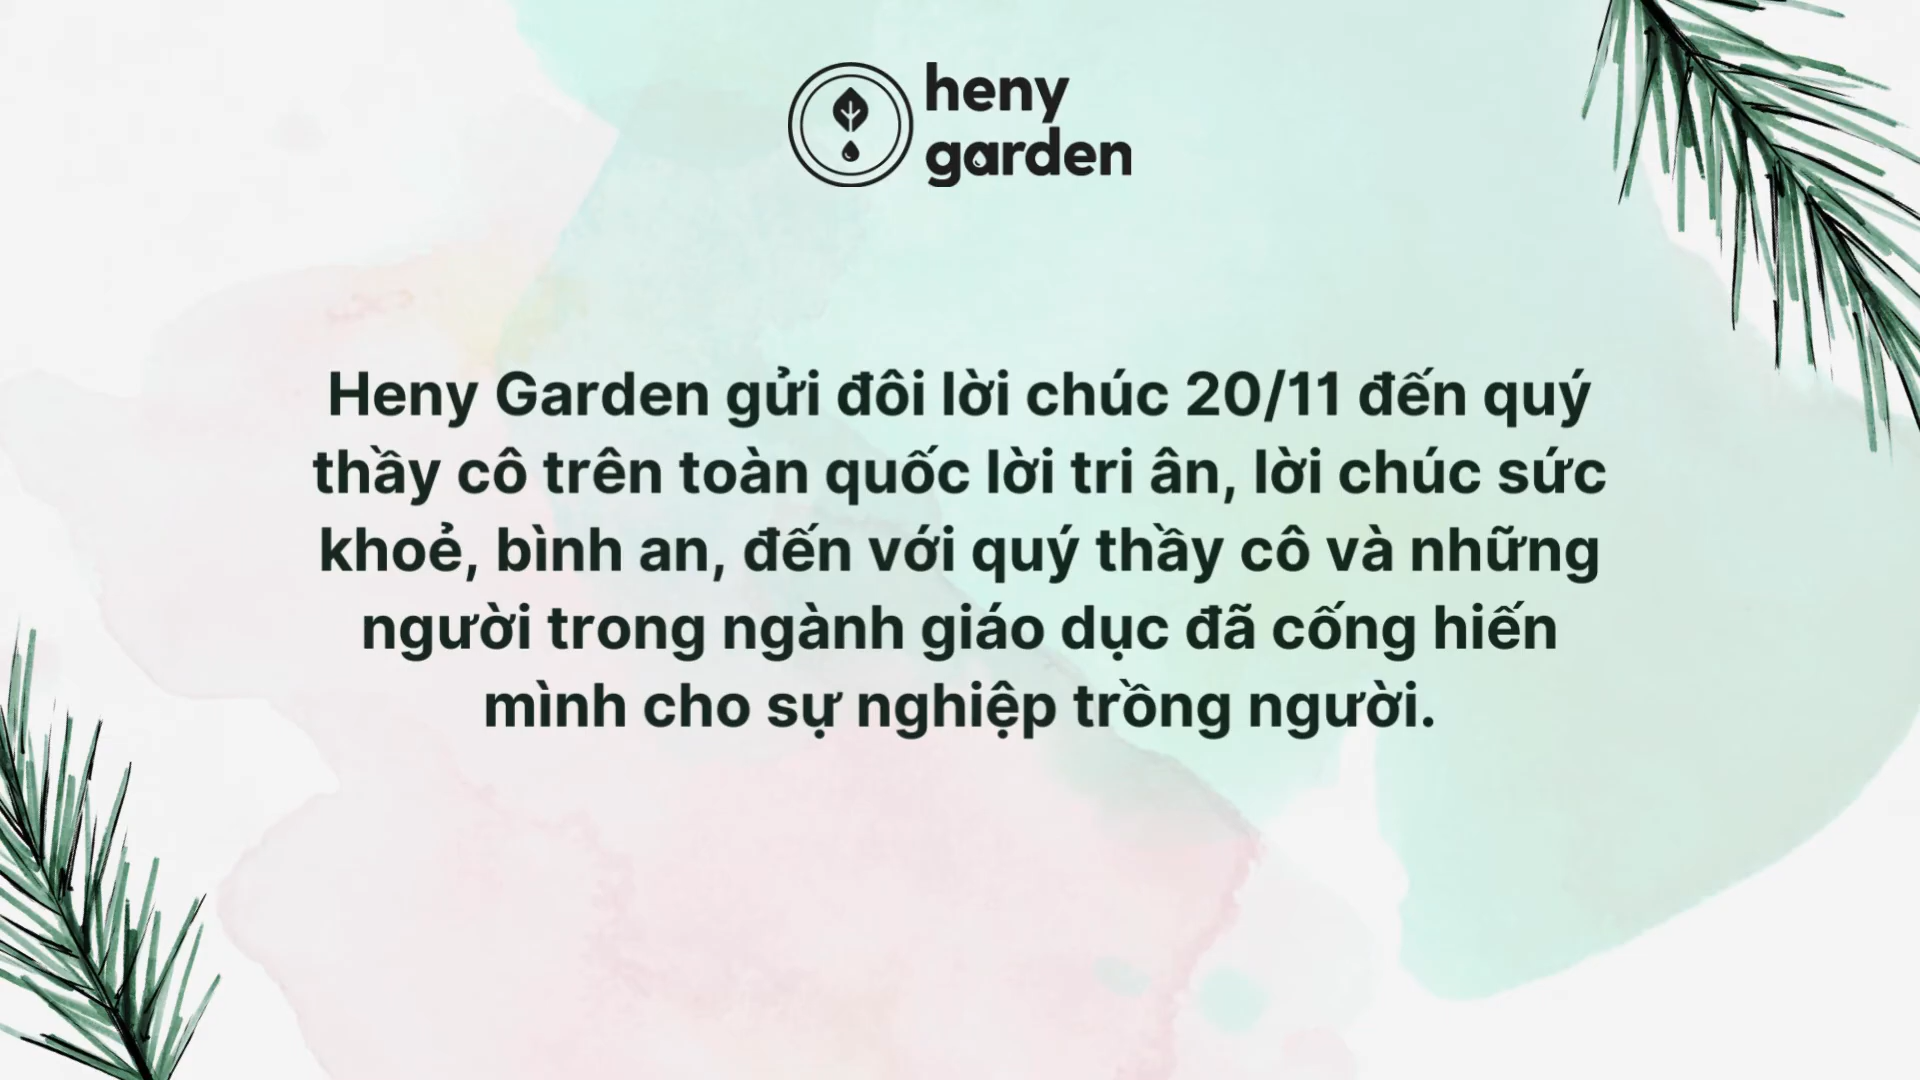 heny
garden
Heny Garden gửi đôi lời chúc 20/11 đến quý
thầy cô trên toàn quốc lời tri ân, lời chúc sức
khoẻ, bình an, đến với quý thầy cô và những
người trong ngành giáo dục đã cống hiến
mình cho sự nghiệp trồng người.